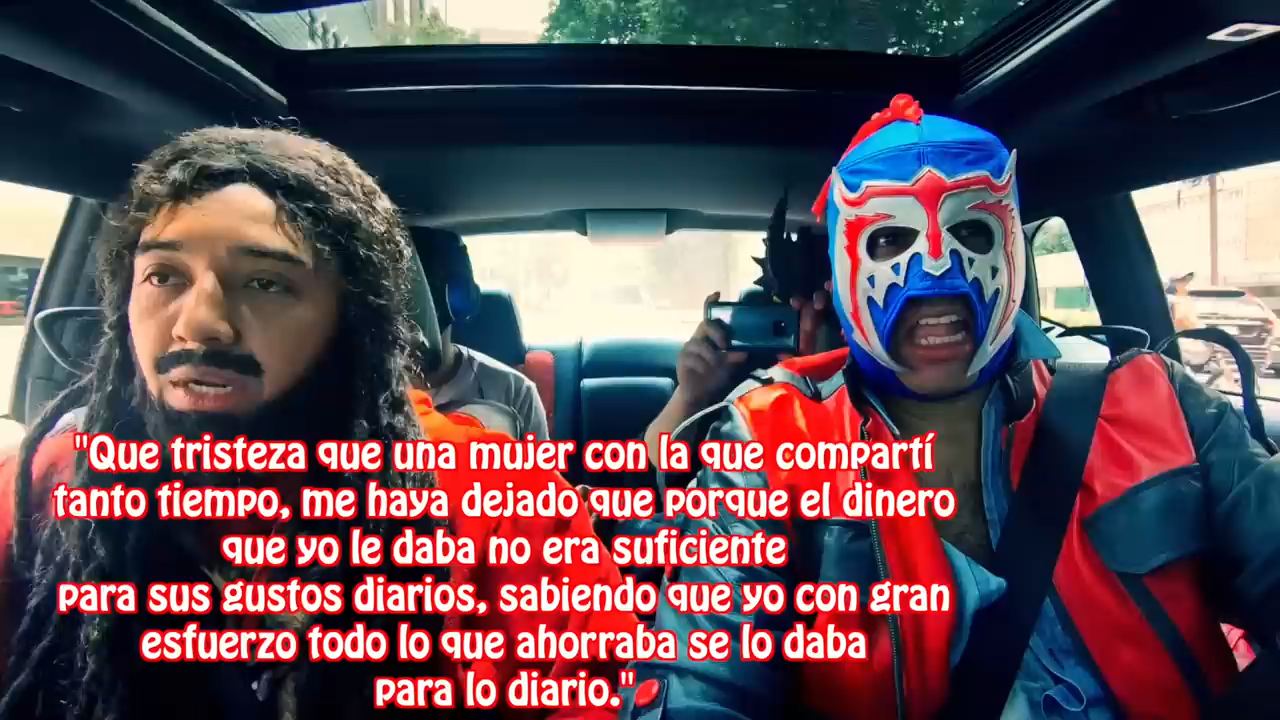 "Que tristeza que una mujer con la que compartí
tanto tiempo, me haya dejado que porque el dinero
que yo le daba no era suficiente
para sus gustos diarios, sabiendo que yo con gran
esfuerzo todo lo que ahorraba se lo daba
para lo diario."